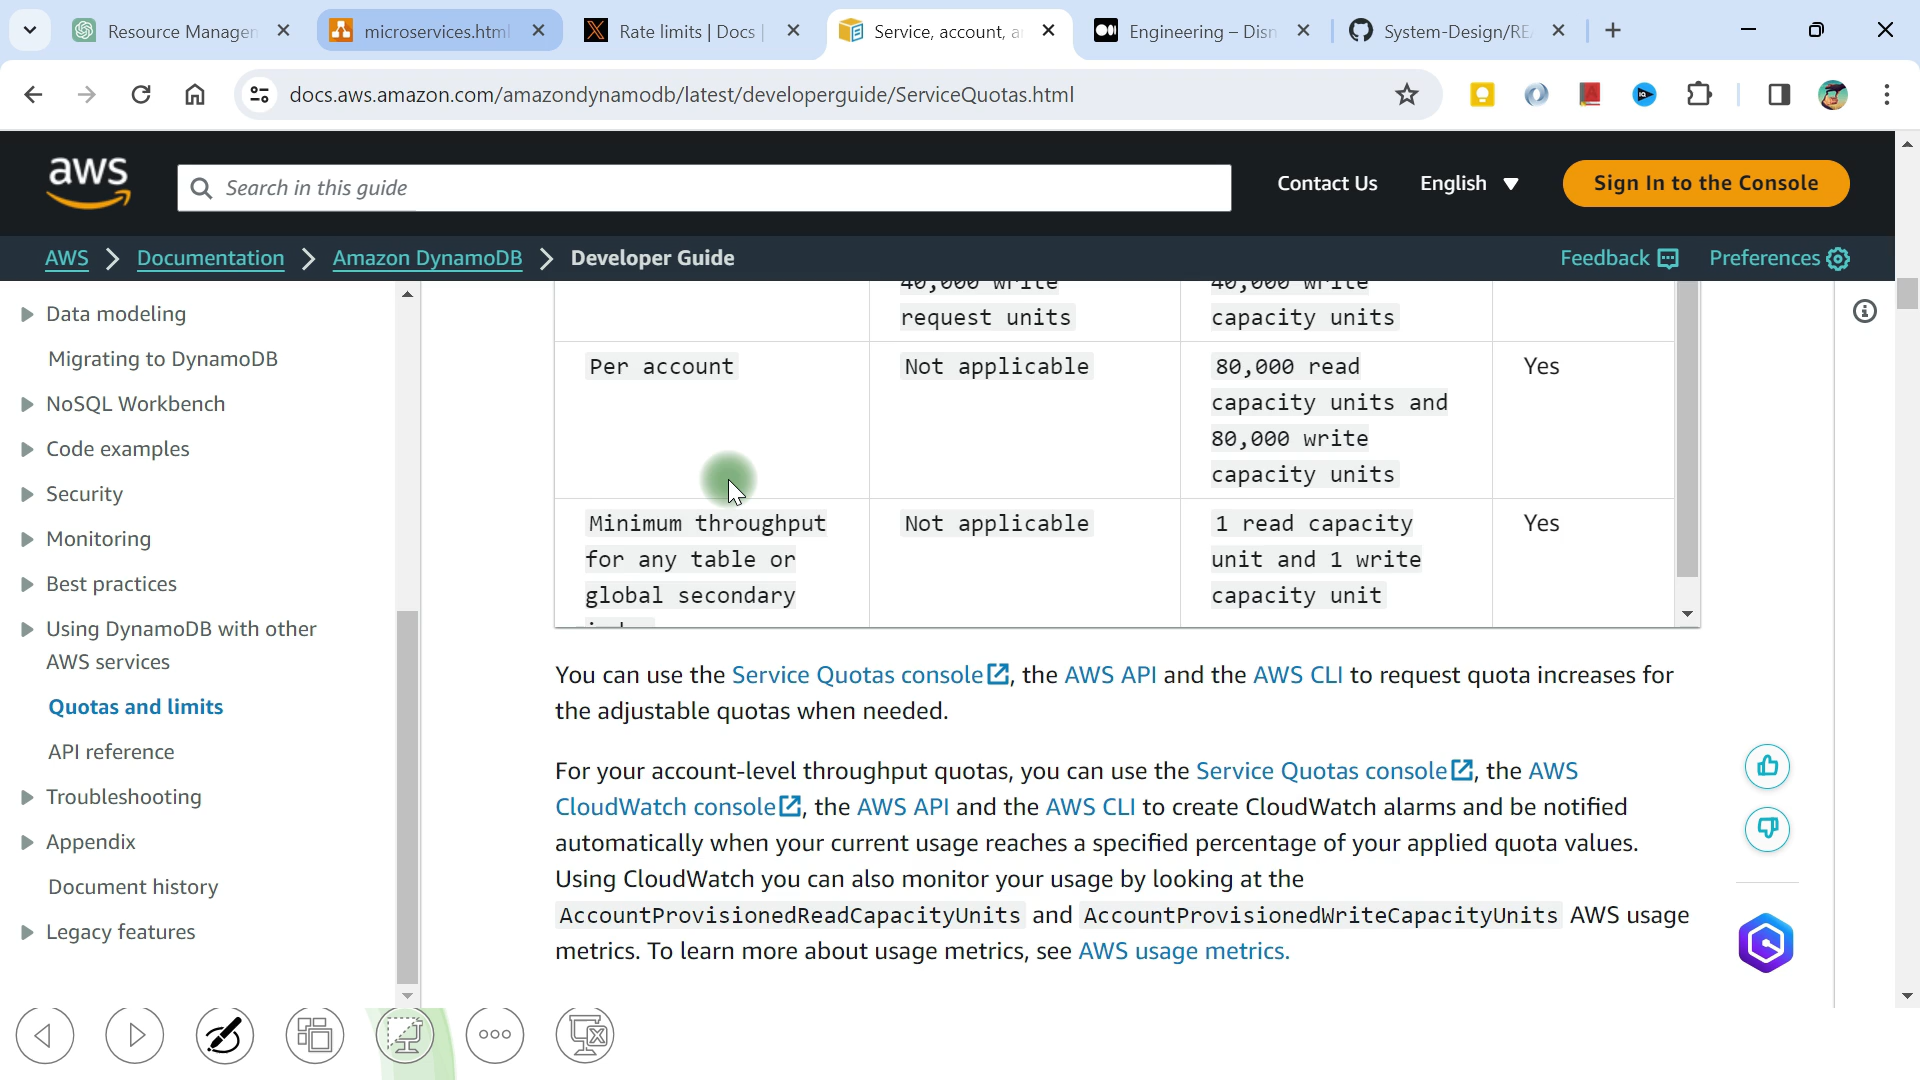 Resource Manager
microservices.html
Rate limits | Docs |
Service, account, a
Engineering – Disn
System-Design/RE
docs.aws.amazon.com/amazondynamodb/latest/developerguide/ServiceQuotas.html
aws
Search in this guide
Contact Us
English
Sign In to the Console
AWS
Documentation
Amazon DynamoDB
Developer Guide
Feedback
Preferences
Data modeling
Migrating to DynamoDB
NoSQL Workbench
Code examples
Security
Monitoring
Best practices
Using DynamoDB with other
AWS services
Quotas and limits
API reference
Troubleshooting
Appendix
Document history
Legacy features
40,000 write
request units
40,000 write
capacity units
Per account
Not applicable
80,000 read
capacity units and
80,000 write
capacity units
Yes
Minimum throughput
for any table or
global secondary
Not applicable
1 read capacity
unit and 1 write
capacity unit
Yes
You can use the Service Quotas console, the AWS API and the AWS CLI to request quota increases for
the adjustable quotas when needed.
For your account-level throughput quotas, you can use the Service Quotas console, the AWS
CloudWatch console, the AWS API and the AWS CLI to create CloudWatch alarms and be notified
automatically when your current usage reaches a specified percentage of your applied quota values.
Using CloudWatch you can also monitor your usage by looking at the
AccountProvisionedReadCapacityUnits and AccountProvisionedWriteCapacityUnits AWS usage
metrics. To learn more about usage metrics, see AWS usage metrics.